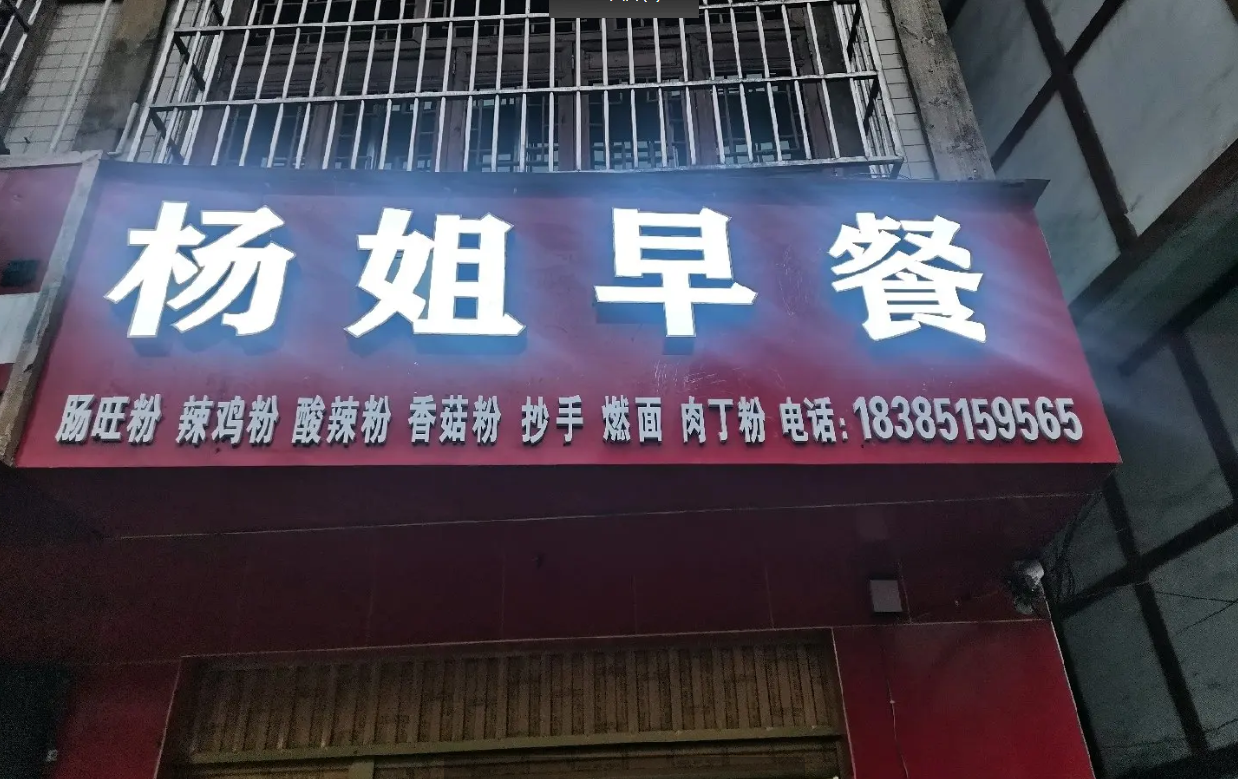 杨姐早餐
肠旺粉 辣鸡粉 酸辣粉 香菇粉 抄手 燃面 肉丁粉 电话:18385159565